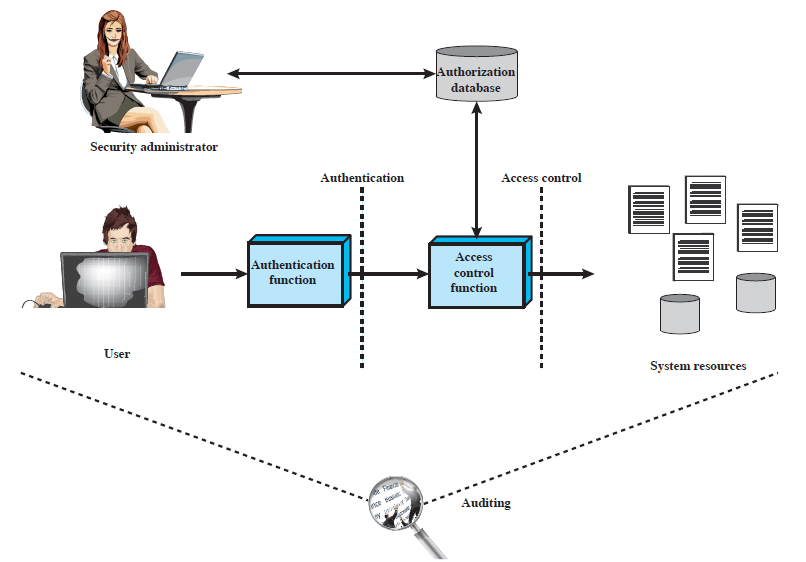 Authorization
database
Security administrator
Authentication
Access control
Authentication
function
Access
control
function
User
System resources
Auditing